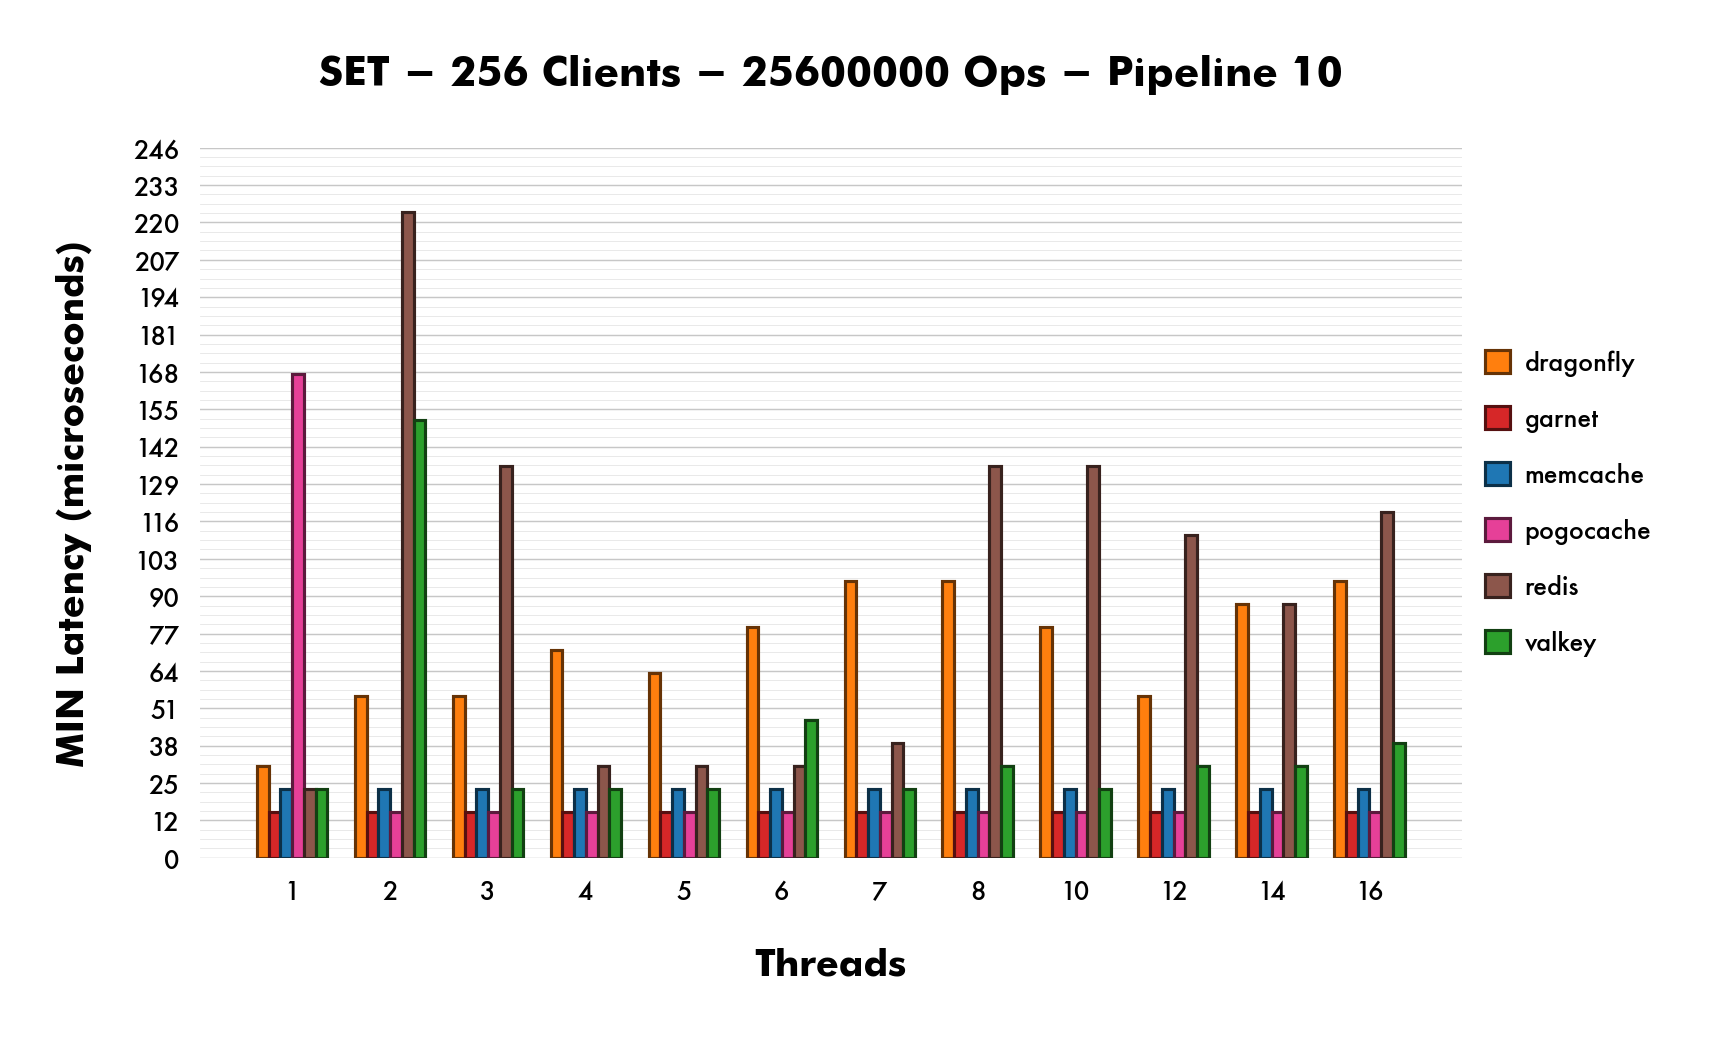 SET – 256 Clients – 25600000 Ops – Pipeline 10
MIN Latency (microseconds)
246
233
220
207
194
181
168
155
142
129
116
103
90
77
64
51
38
25
12
0
1 2 3 4 5 6 7 8 10 12 14 16
Threads
dragonfly
garnet
memcache
pogocache
redis
valkey